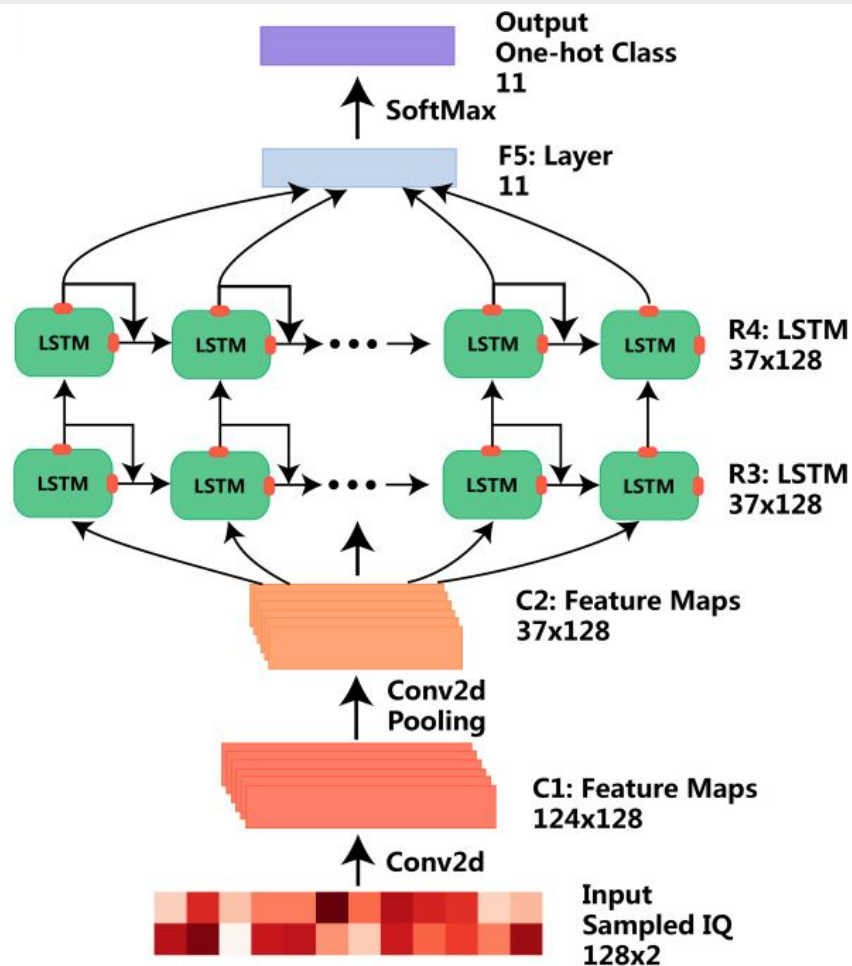 Output
One-hot Class
11
SoftMax
F5: Layer
11
LSTM LSTM LSTM LSTM
R4: LSTM
37x128
LSTM LSTM LSTM LSTM
R3: LSTM
37x128
C2: Feature Maps
37x128
Conv2d
Pooling
C1: Feature Maps
124x128
Conv2d
Input
Sampled IQ
128x2